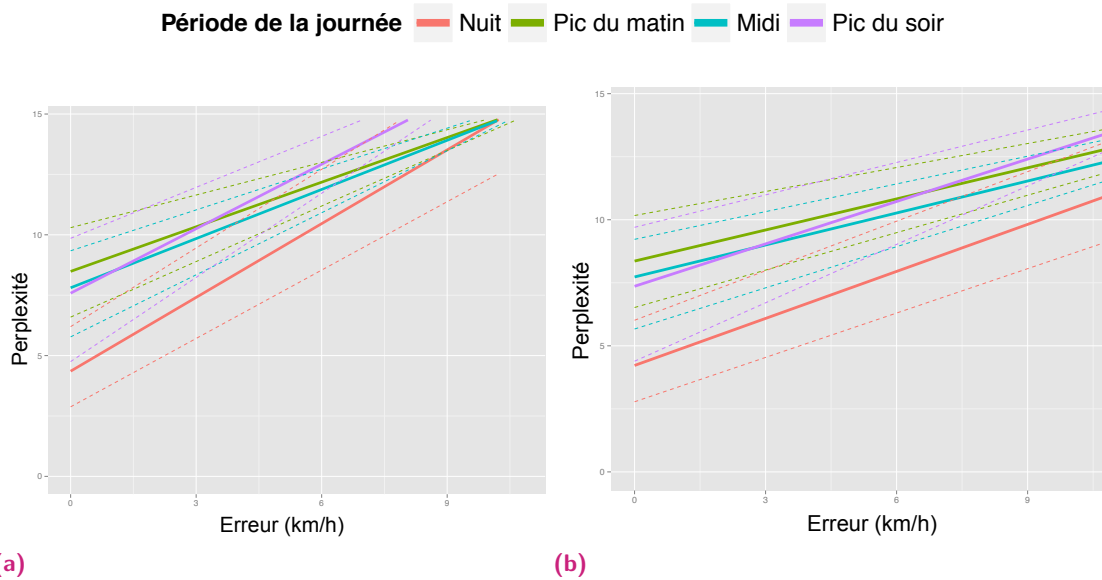 Période de la journée Nuit Pic du matin Midi Pic du soir
15
10
5
0
Perplexité
0 3 6 9
Erreur (km/h)
(a)
15
10
5
0
Perplexité
0 3 6 9
Erreur (km/h)
(b)